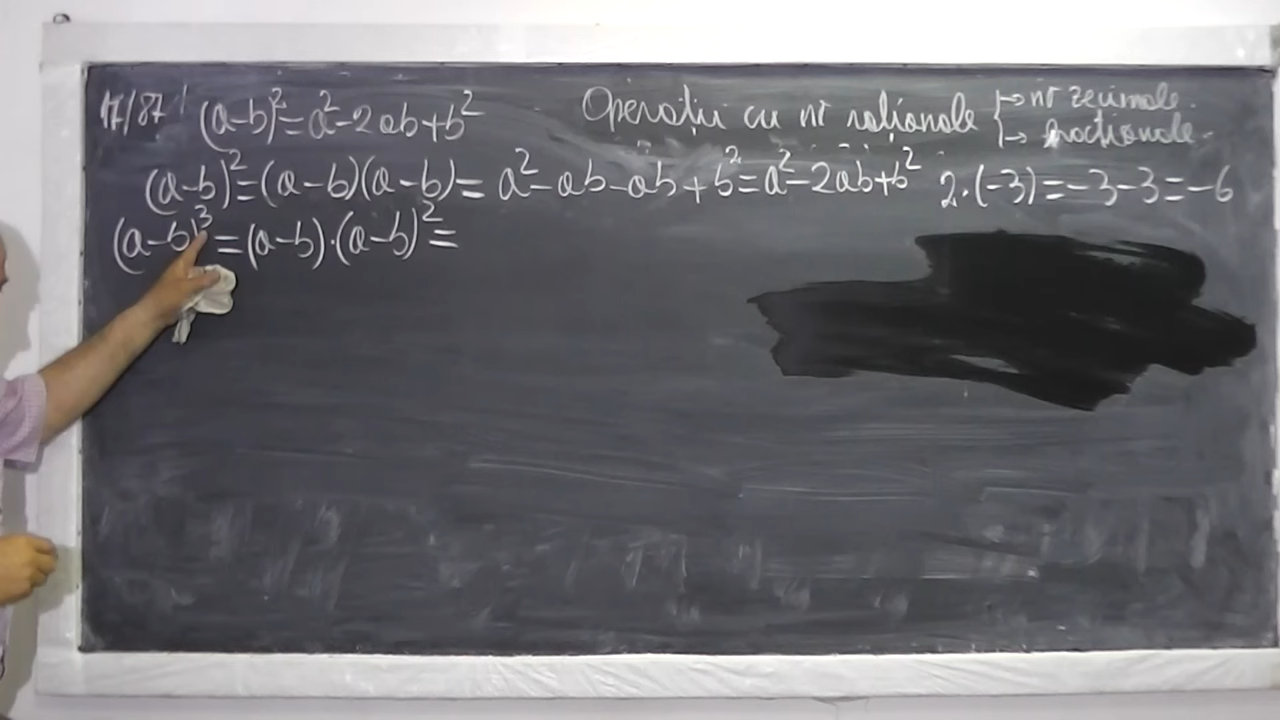 17/87 (a-b)²=a²-2ab+b²
Operații cu nr raționale → nr zecimale.
→ fracționale.
(a-b)²=(a-b)(a-b)= a²-ab-ab+b²=a²-2ab+b² 2·(-3)=-3-3=-6
(a-b)³=(a-b)·(a-b)²=